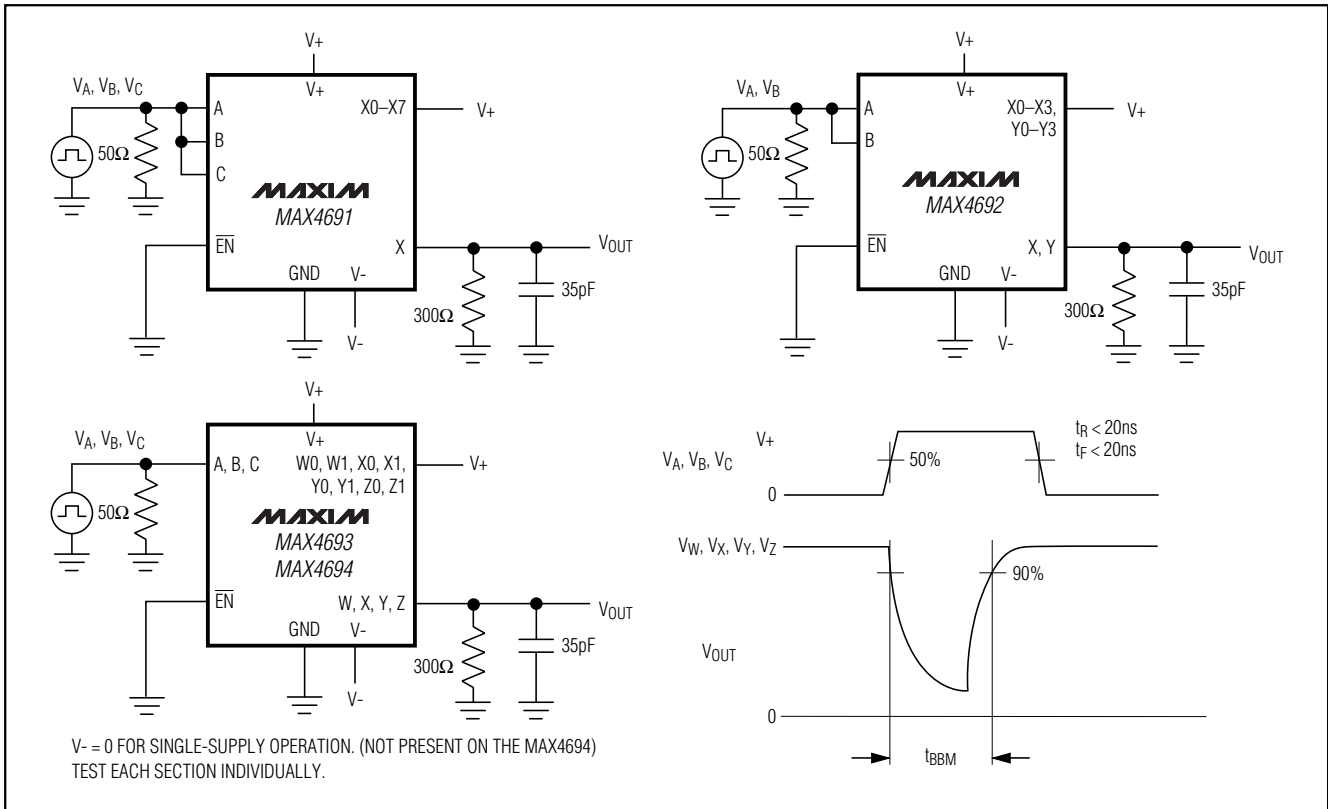 V+
V+
VA, VB, VC
A
X0–X7
V+
B
50Ω
C
MAXIM
MAX4691
EN
X
VOUT
GND
V-
35pF
300Ω
V-
V+
V+
VA, VB
A
X0–X3,
Y0–Y3
V+
B
50Ω
MAXIM
MAX4692
EN
X, Y
VOUT
GND
V-
35pF
300Ω
V-
V+
V+
VA, VB, VC
A, B, C
W0, W1, X0, X1,
Y0, Y1, Z0, Z1
V+
50Ω
MAXIM
MAX4693
MAX4694
EN
W, X, Y, Z
VOUT
GND
V-
35pF
300Ω
V-
V+
tR < 20ns
tF < 20ns
VA, VB, VC
50%
0
VW, VX, VY, VZ
90%
VOUT
0
tBBM
V- = 0 FOR SINGLE-SUPPLY OPERATION. (NOT PRESENT ON THE MAX4694)
TEST EACH SECTION INDIVIDUALLY.